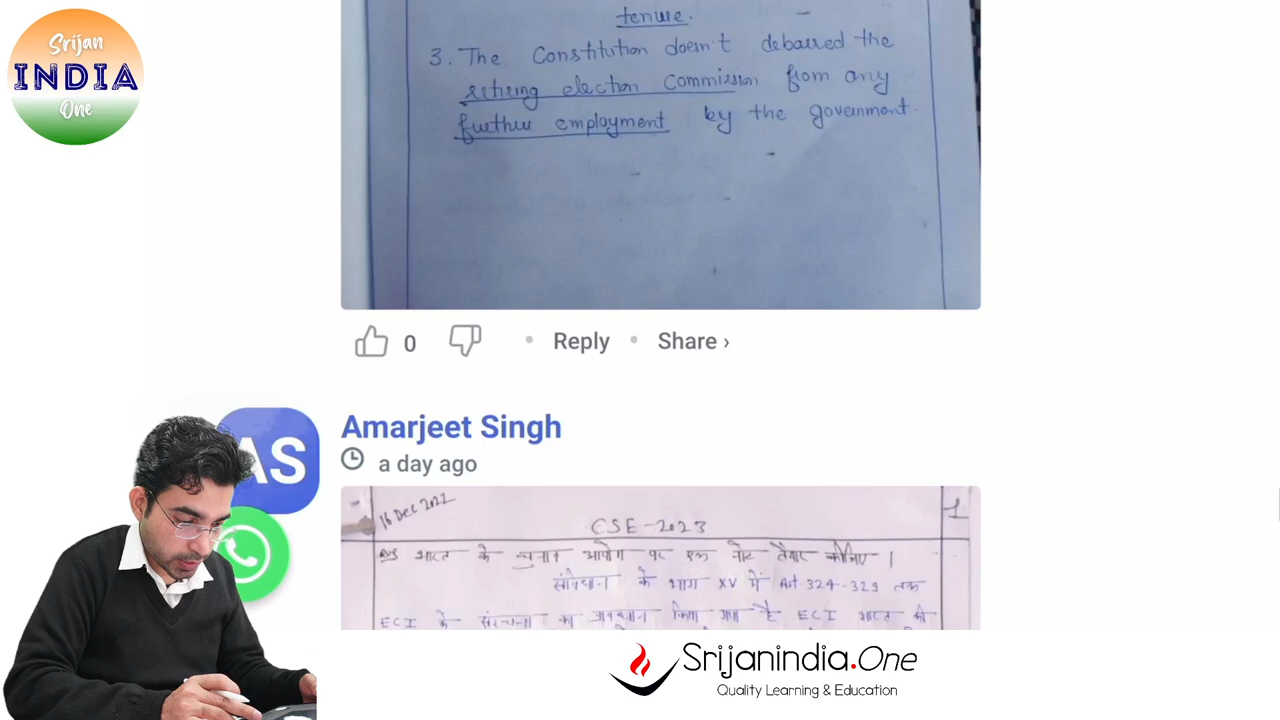 Srijan
INDIA
One
tenure.
3. The Constitution doesn't debarred the
retiring election Commission from any
further employment by the government.
0
Reply
Share ›
AS
Amarjeet Singh
a day ago
16 Dec 2022
CSE-2023
1
भारत के चुनाव आयोग पर एक नोट तैयार कीजिए।
संविधान के भाग XV में Art-324-329 तक
ECI के संरचना का प्रावधान किया गया है ECI भारत की
Srijanindia.One
Quality Learning & Education